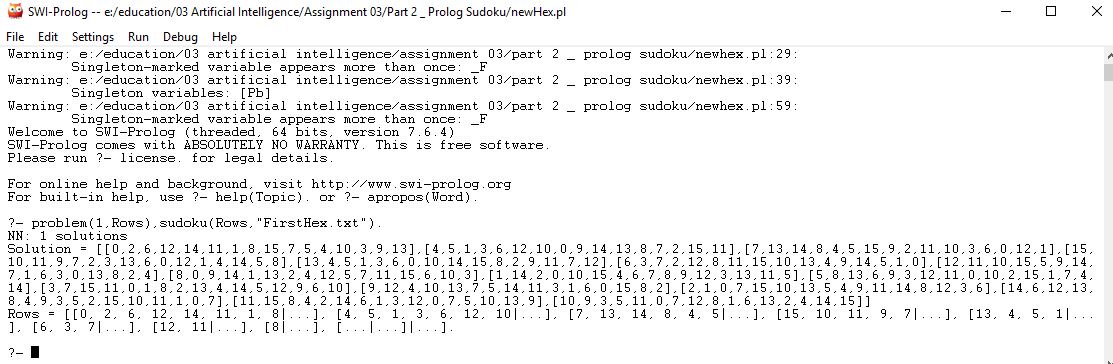 SWI-Prolog -- e:/education/03 Artificial Intelligence/Assignment 03/Part 2 _ Prolog Sudoku/newHex.pl
File Edit Settings Run Debug Help
Warning: e:/education/03 artificial intelligence/assignment 03/part 2 _ prolog sudoku/newhex.pl:29:
Singleton-marked variable appears more than once: _F
Warning: e:/education/03 artificial intelligence/assignment 03/part 2 _ prolog sudoku/newhex.pl:39:
Singleton variables: [Pb]
Warning: e:/education/03 artificial intelligence/assignment 03/part 2 _ prolog sudoku/newhex.pl:59:
Singleton-marked variable appears more than once: _F
Welcome to SWI-Prolog (threaded, 64 bits, version 7.6.4)
SWI-Prolog comes with ABSOLUTELY NO WARRANTY. This is free software.
Please run ?- license. for legal details.
For online help and background, visit http://www.swi-prolog.org
For built-in help, use ?- help(Topic). or ?- apropos(Word).
?- problem(1,Rows),sudoku(Rows,"FirstHex.txt").
NN: 1 solutions
Solution = [[0,2,6,12,14,11,1,8,15,7,5,4,10,3,9,13],[4,5,1,3,6,12,10,0,9,14,13,8,7,2,15,11],[7,13,14,8,4,5,15,9,2,11,10,3,6,0,12,1],[15,
10,11,9,7,2,3,13,6,0,12,1,4,14,5,8],[13,4,5,1,3,6,0,10,14,15,8,2,9,11,7,12],[6,3,7,2,12,8,11,15,10,13,4,9,14,5,1,0],[12,11,10,15,5,9,14,
7,1,6,3,0,13,8,2,4],[8,0,9,14,1,13,2,4,12,5,7,11,15,6,10,3],[1,14,2,0,10,15,4,6,7,8,9,12,3,13,11,5],[5,8,13,6,9,3,12,11,0,10,2,15,1,7,4,
14],[3,7,15,11,0,1,8,2,13,4,14,5,12,9,6,10],[9,12,4,10,13,7,5,14,11,3,1,6,0,15,8,2],[2,1,0,7,15,10,13,5,4,9,11,14,8,12,3,6],[14,6,12,13,
8,4,9,3,5,2,15,10,11,1,0,7],[11,15,8,4,2,14,6,1,3,12,0,7,5,10,13,9],[10,9,3,5,11,0,7,12,8,1,6,13,2,4,14,15]]
Rows = [[0, 2, 6, 12, 14, 11, 1, 8|...], [4, 5, 1, 3, 6, 12, 10|...], [7, 13, 14, 8, 4, 5|...], [15, 10, 11, 9, 7|...], [13, 4, 5, 1|...
], [6, 3, 7|...], [12, 11|...], [8|...], [...|...]|...].
?-